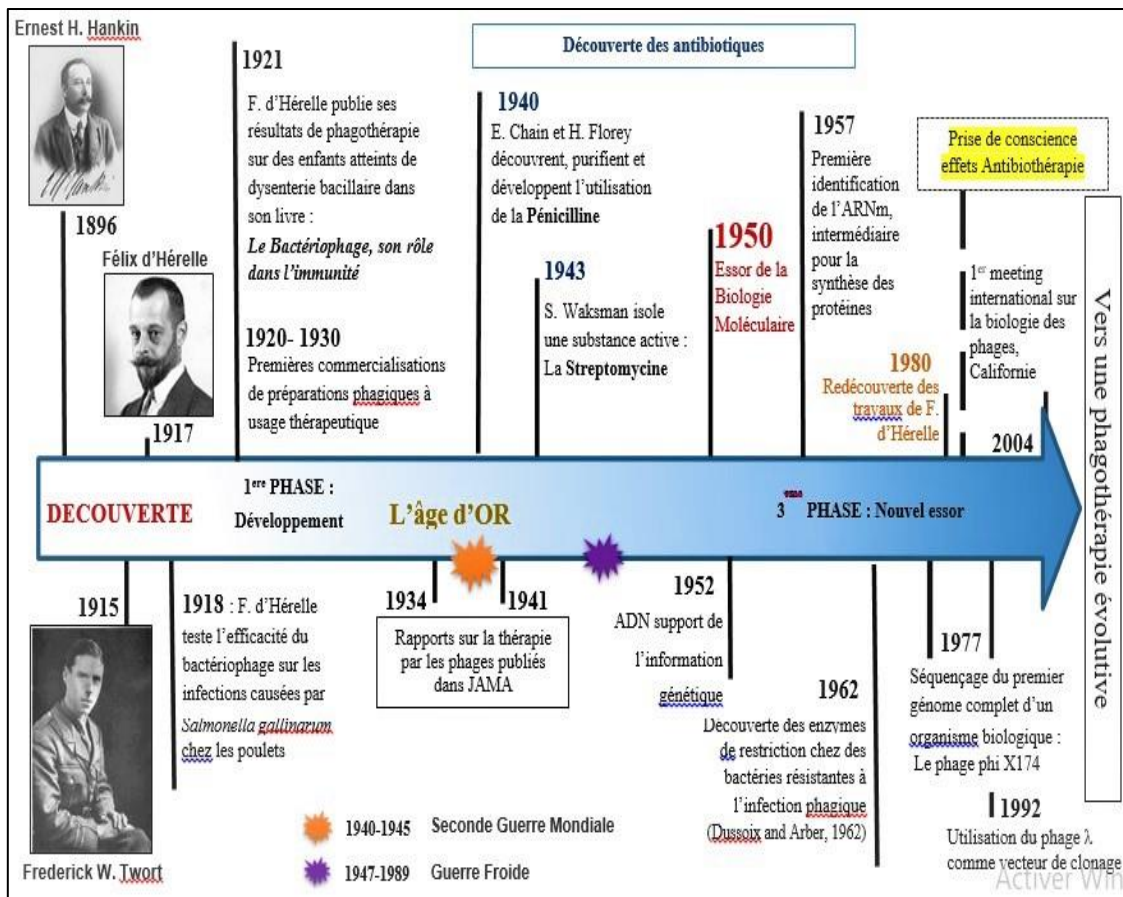 Ernest H. Hankin
1896
Félix d'Hérelle
1917
1921
F. d'Hérelle publie ses
résultats de phagothérapie
sur des enfants atteints de
dysenterie bacillaire dans
son livre :
Le Bactériophage, son rôle
dans l'immunité
1920- 1930
Premières commercialisations
de préparations phagiques à
usage thérapeutique
Découverte des antibiotiques
1940
E. Chain et H. Florey
découvrent, purifient et
développent l'utilisation
de la Pénicilline
1943
S. Waksman isole
une substance active :
La Streptomycine
1950
Essor de la
Biologie
Moléculaire
1957
Première
identification
de l'ARNm,
intermédiaire
pour la
synthèse des
protéines
Prise de conscience
effets Antibiothérapie
1er meeting
international sur
la biologie des
phages,
Californie
1980
Redécouverte des
travaux de F.
d'Hérelle
2004
Vers une phagothérapie évolutive
DECOUVERTE
1ere PHASE :
Développement
L'âge d'OR
3ème PHASE : Nouvel essor
1915
Frederick W. Twort
1918 : F. d'Hérelle
teste l'efficacité du
bactériophage sur les
infections causées par
Salmonella gallinarum
chez les poulets
1934
1941
Rapports sur la thérapie
par les phages publiés
dans JAMA
1952
ADN support de
l'information
génétique
1962
Découverte des enzymes
de restriction chez des
bactéries résistantes à
l'infection phagique
(Dussoix and Arber, 1962)
1977
Séquençage du premier
génome complet d'un
organisme biologique :
Le phage phi X174
1992
Utilisation du phage λ
comme vecteur de clonage
1940-1945 Seconde Guerre Mondiale
1947-1989 Guerre Froide
Activer Win